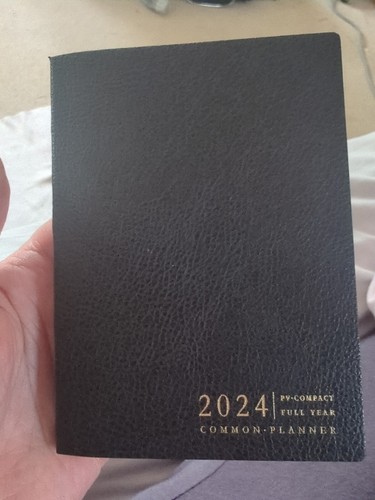 2024
PV-COMPACT
FULL YEAR
COMMON-PLANNER